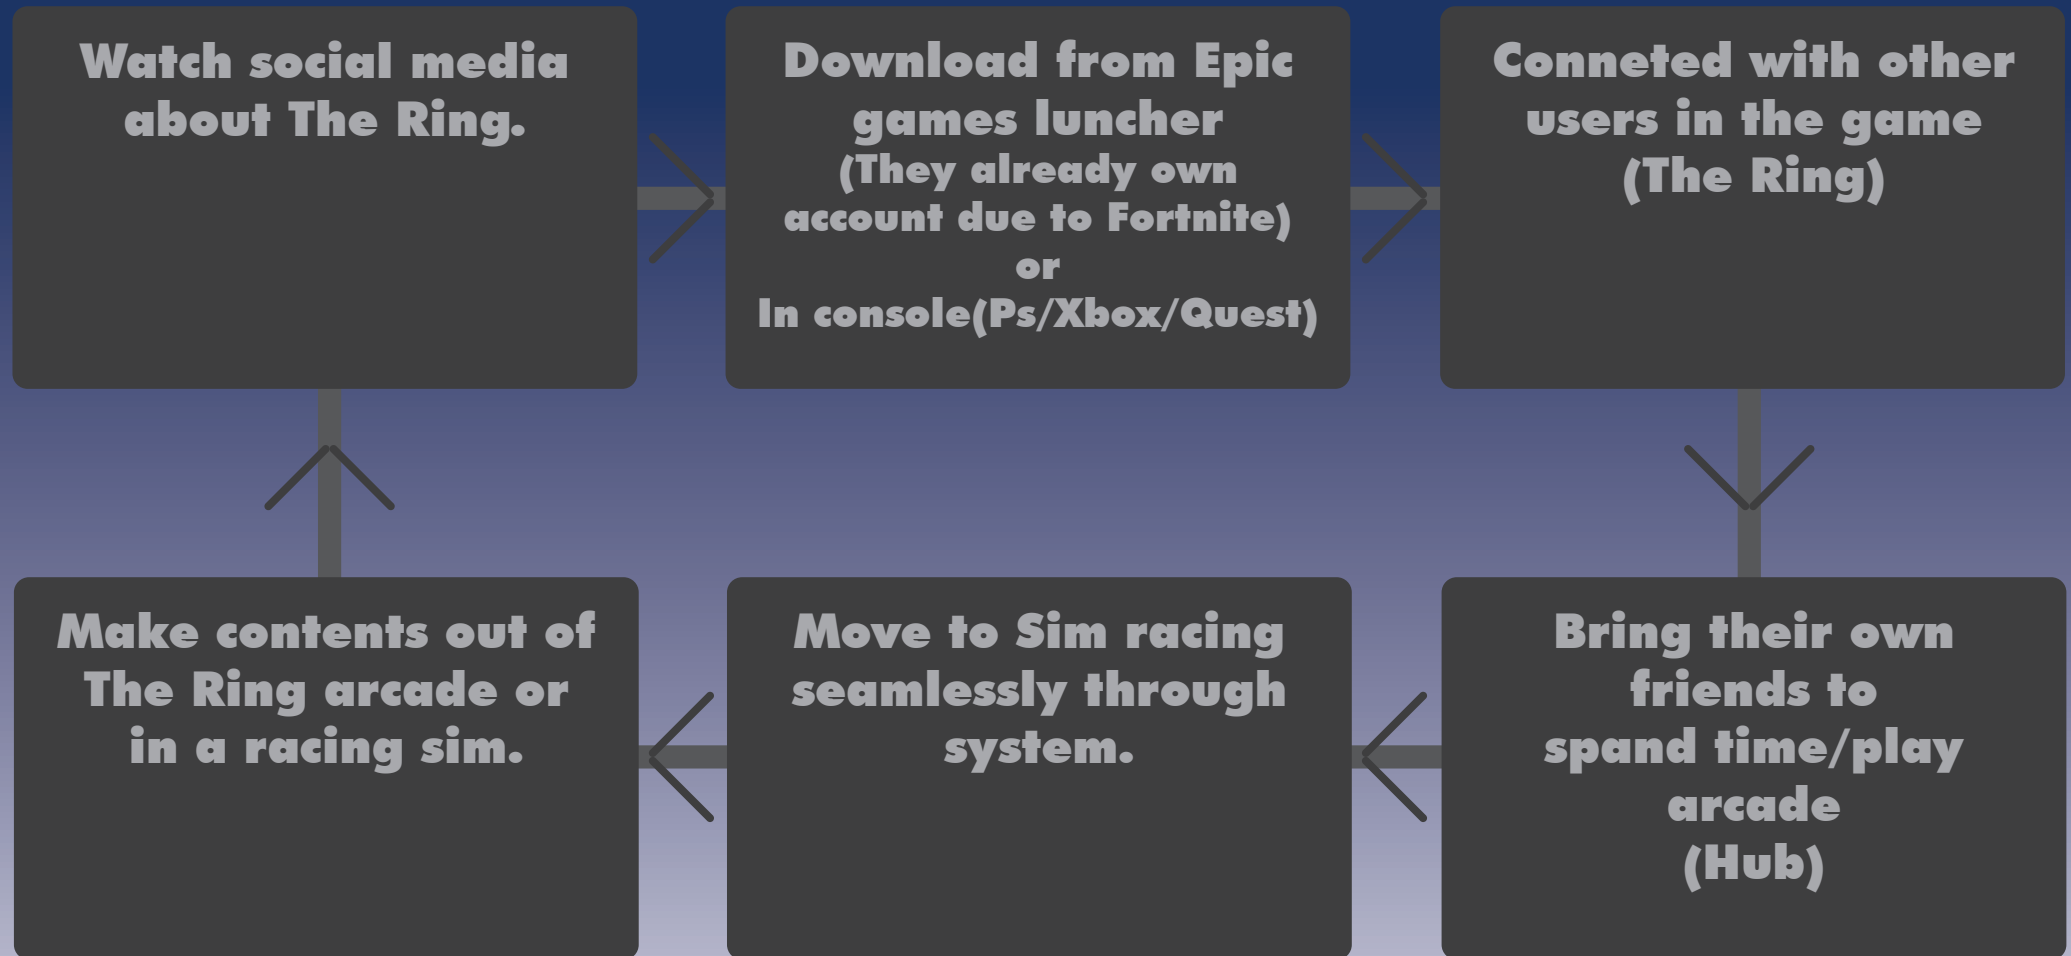 Watch social media
about The Ring.
Download from Epic
games luncher
(They already own
account due to Fortnite)
or
In console(Ps/Xbox/Quest)
Conneted with other
users in the game
(The Ring)
Bring their own
friends to
spand time/play
arcade
(Hub)
Move to Sim racing
seamlessly through
system.
Make contents out of
The Ring arcade or
in a racing sim.